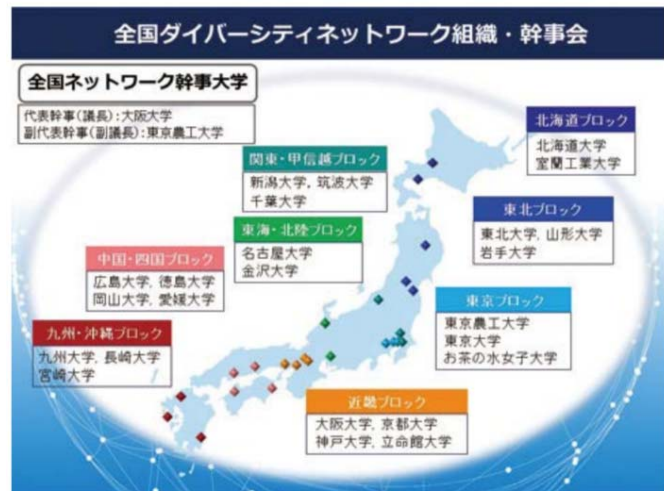 全国ダイバーシティネットワーク組織・幹事会
全国ネットワーク幹事大学
代表幹事(議長):大阪大学
副代表幹事(副議長):東京農工大学
北海道ブロック
北海道大学
室蘭工業大学
関東・甲信越ブロック
新潟大学, 筑波大学
千葉大学
東北ブロック
東北大学, 山形大学
岩手大学
東海・北陸ブロック
名古屋大学
金沢大学
中国・四国ブロック
広島大学, 徳島大学
岡山大学, 愛媛大学
東京ブロック
東京農工大学
東京大学
お茶の水女子大学
九州・沖縄ブロック
九州大学, 長崎大学
宮崎大学
近畿ブロック
大阪大学, 京都大学
神戸大学, 立命館大学